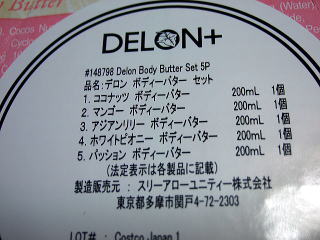 Butter
Cocos Nuc
DELON+
#148798 Delon Body Butter Set 5P
品名:デロン ボディーバター セット
1. ココナッツ ボディーバター 200mL 1個
2. マンゴー ボディーバター 200mL 1個
3. アジアンリリー ボディーバター 200mL 1個
4. ホワイトピオニー ボディーバター 200mL 1個
5. パッション ボディーバター 200mL 1個
(法定表示は各製品に記載)
製造販売元 : スリーアローユニティー株式会社
東京都多摩市関戸4-72-2303
LOT# : Costco Japan 1